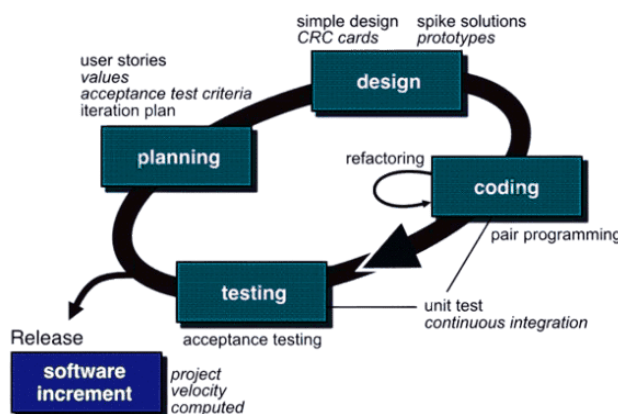 simple design
CRC cards
spike solutions
prototypes
user stories
values
acceptance test criteria
iteration plan
design
planning
refactoring
coding
pair programming
testing
unit test
continuous integration
acceptance testing
Release
software
increment
project
velocity
computed